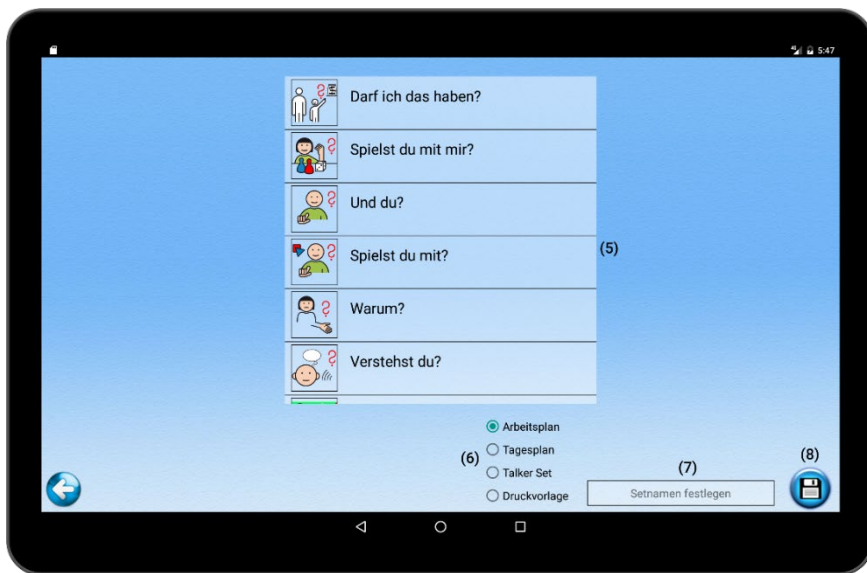 5:47
Darf ich das haben?
Spielst du mit mir?
Und du?
Spielst du mit?
(5)
Warum?
Verstehst du?
Arbeitsplan
(6)
Tagesplan
Talker Set
Druckvorlage
(7)
Setnamen festlegen
(8)